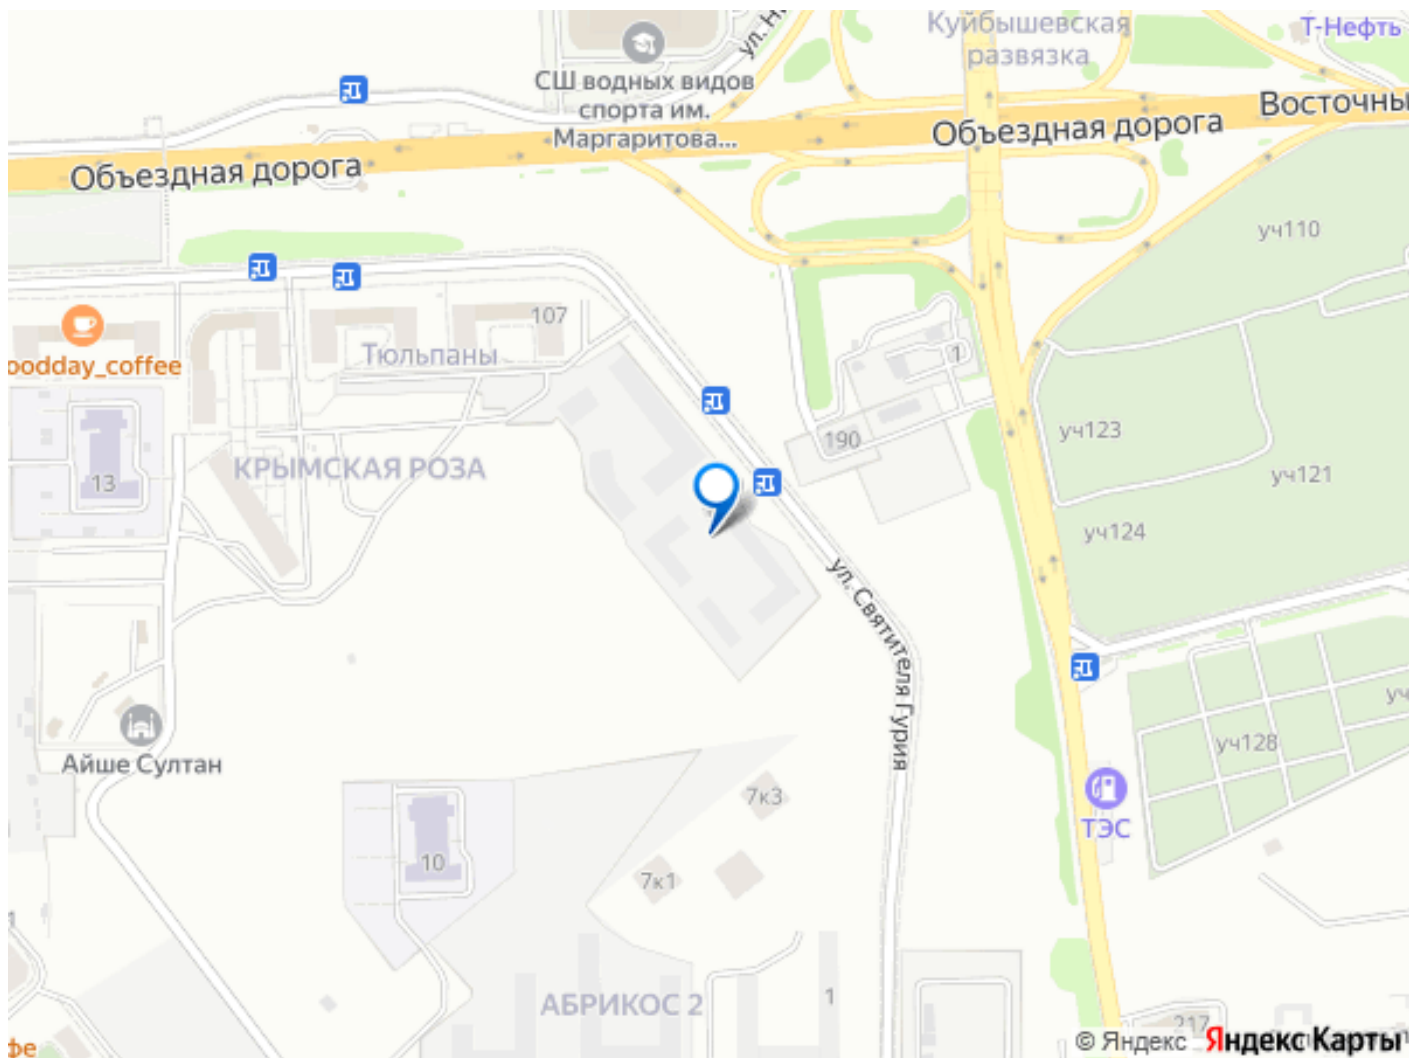 Куйбышевская
развязка
Т-Нефть
СШ водных видов
спорта им.
Маргаритова...
Восточны
Объездная дорога
Объездная дорога
уч110
107
Тюльпаны
oodday_coffee
1
190
уч123
КРЫМСКАЯ РОЗА
13
уч121
уч124
ул. Святителя Гурия
Айше Султан
уч128
7к3
ТЭС
10
7к1
АБРИКОС 2
1
217
фе
© Яндекс Яндекс Карты